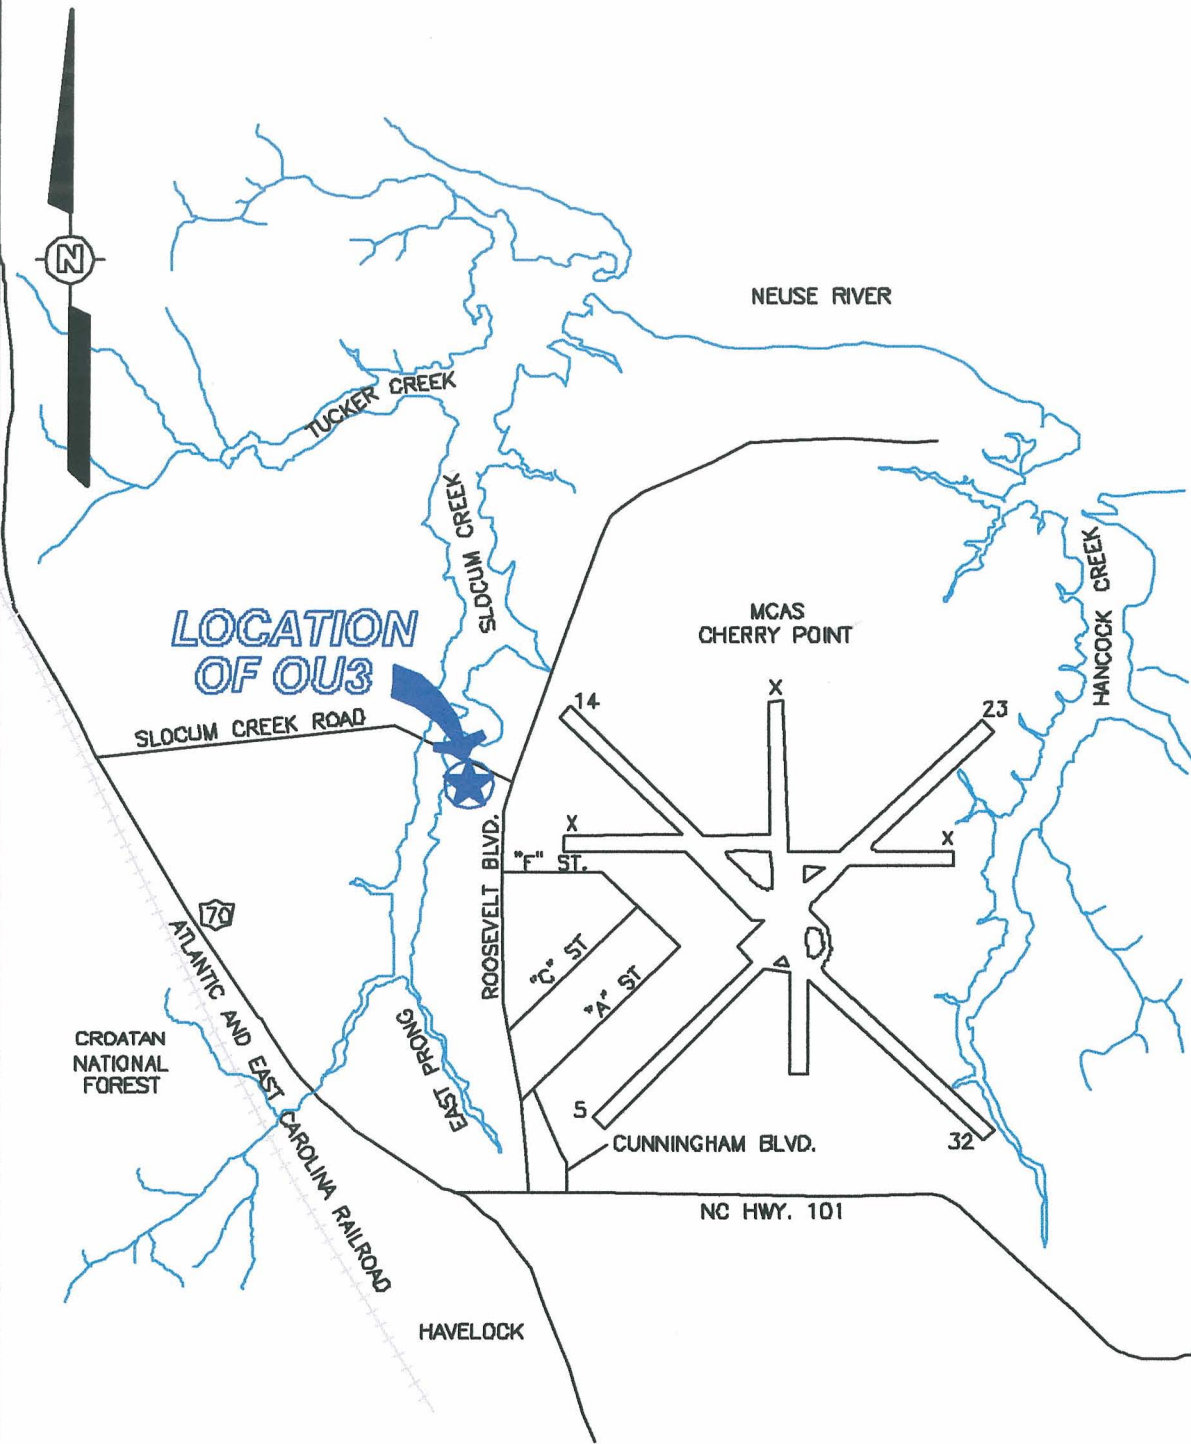 N
NEUSE RIVER
TUCKER CREEK
SLOCUM CREEK
HANCOCK CREEK
MCAS
CHERRY POINT
LOCATION
OF OU3
SLOCUM CREEK ROAD
14
X
23
X
X
ROOSEVELT BLVD.
"F" ST.
70
"C" ST
"A" ST
ATLANTIC AND EAST CAROLINA RAILROAD
EAST PRONG
CROATAN
NATIONAL
FOREST
5
32
CUNNINGHAM BLVD.
NC HWY. 101
HAVELOCK